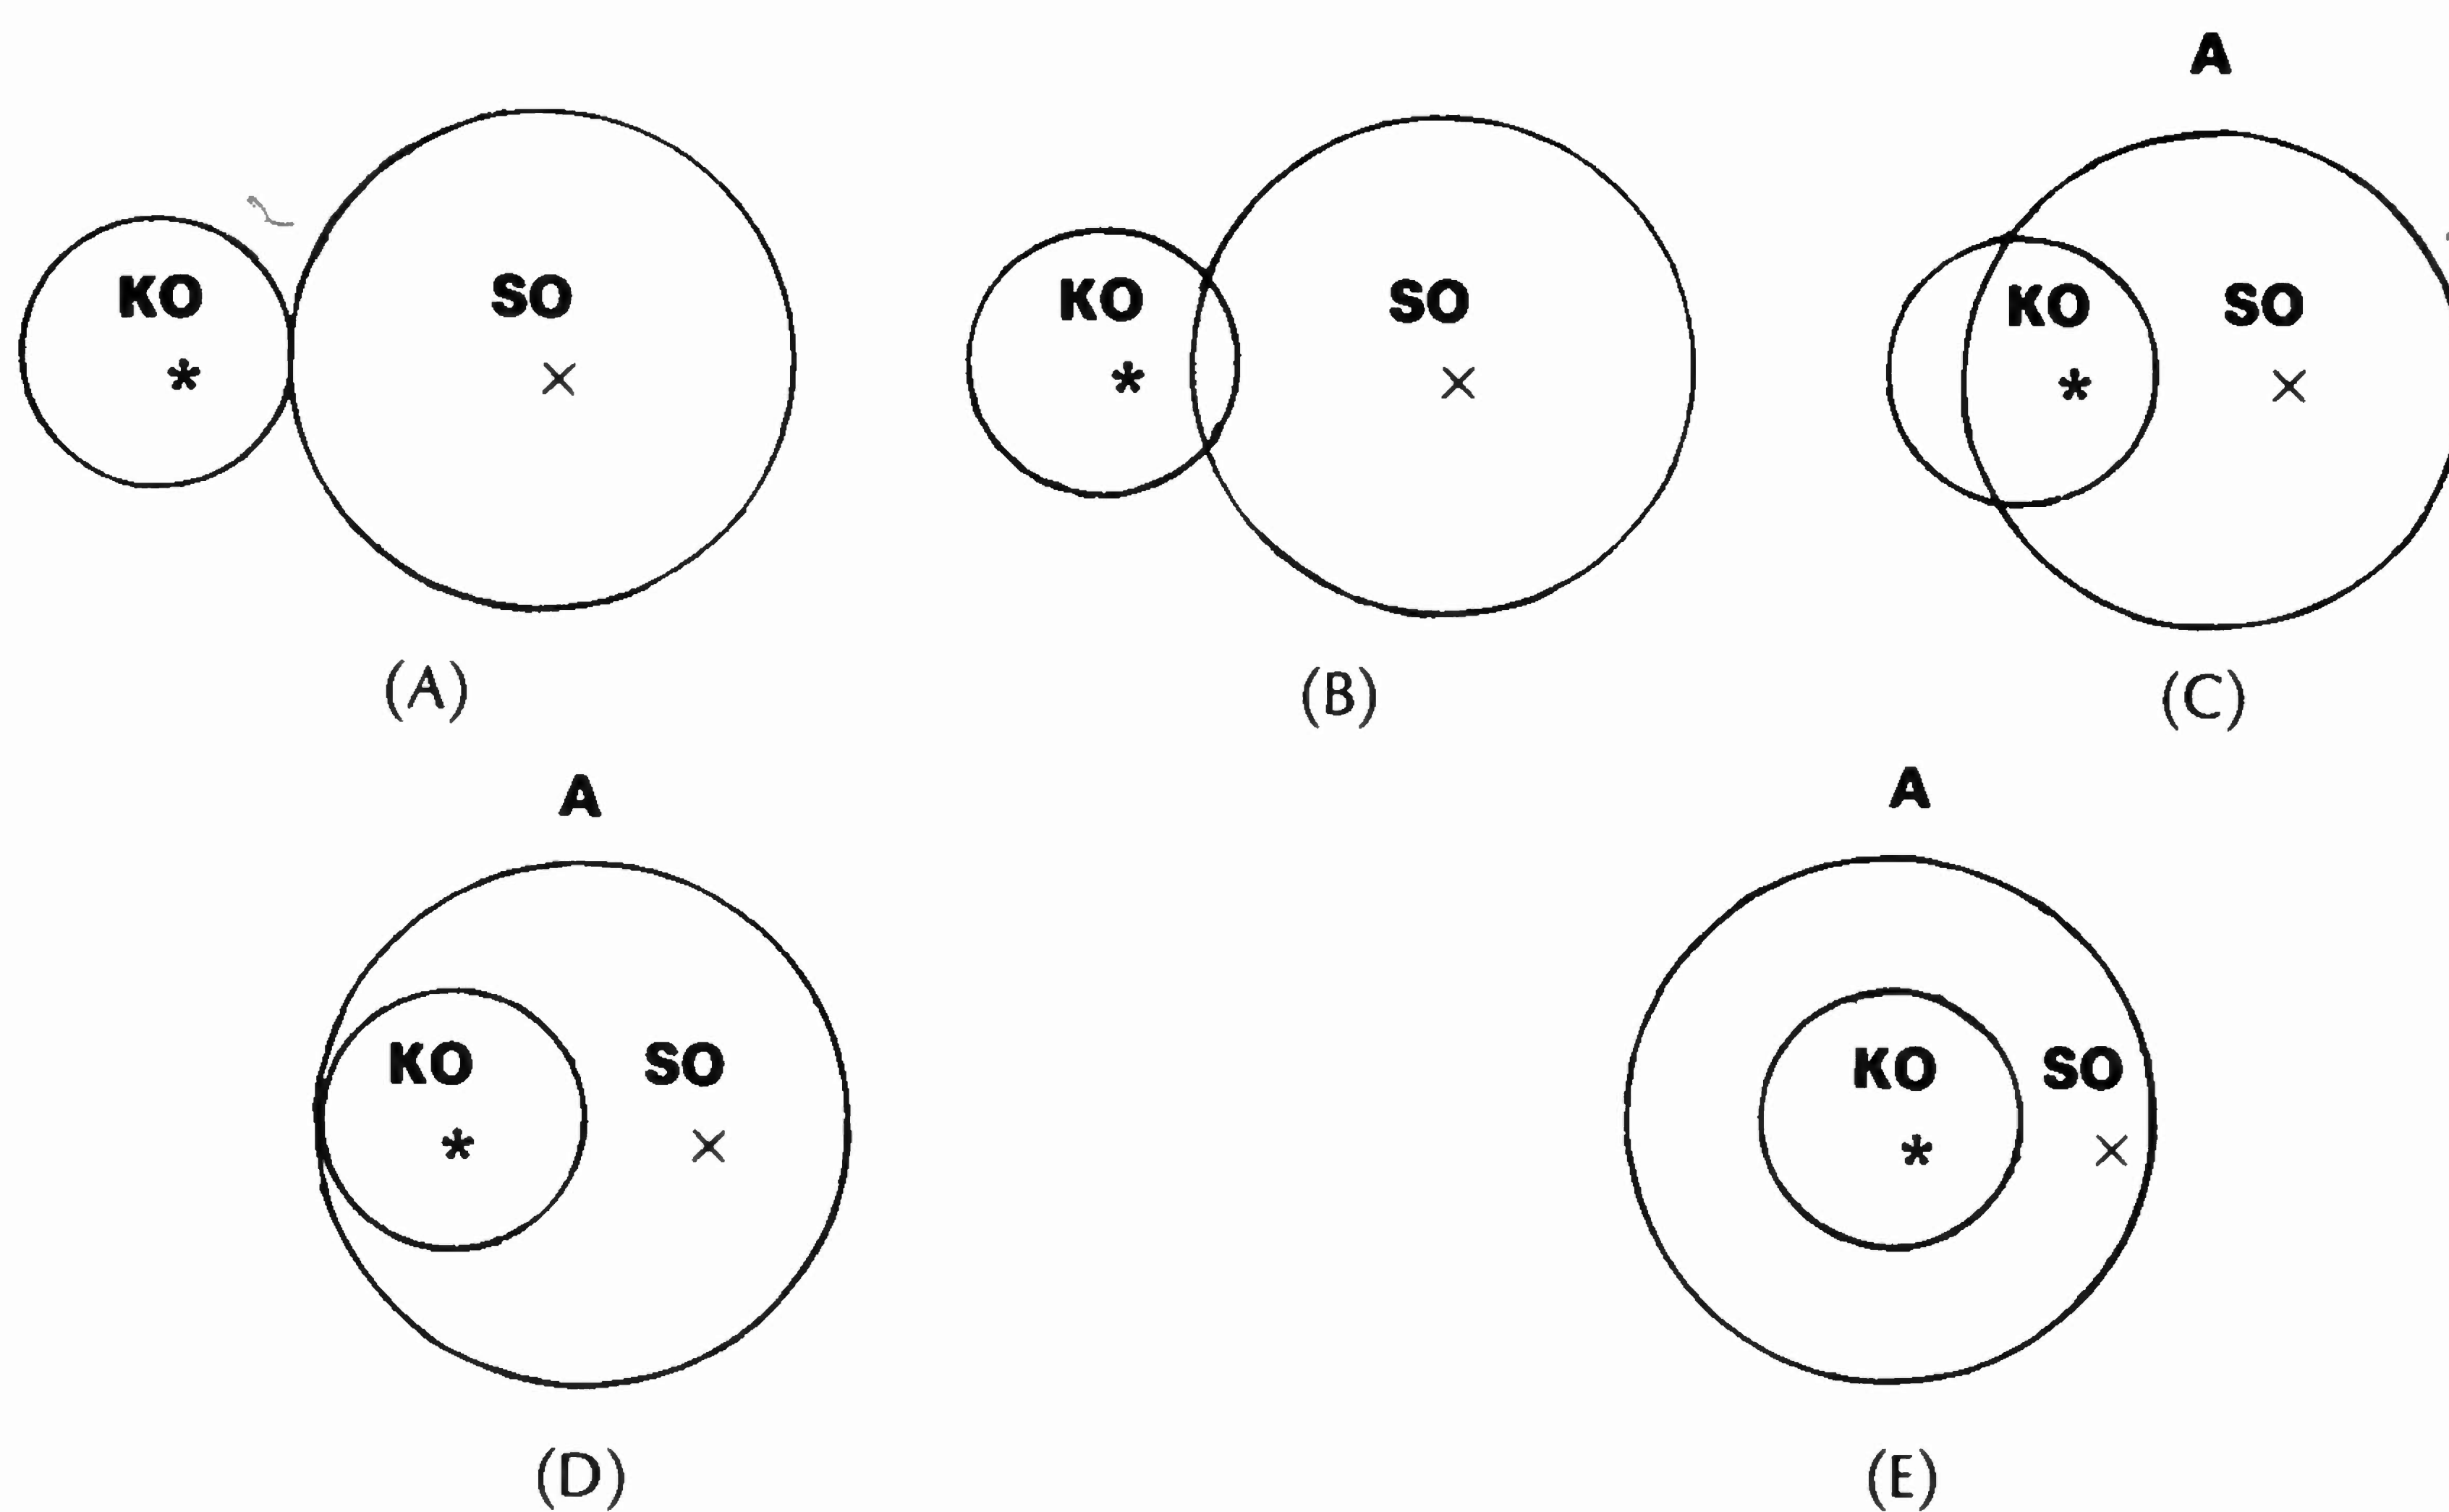 A
KO SO KO SO KO SO
* × * × * ×
(A) (B) (C)
A A
KO SO KO SO
* × * ×
(D) (E)